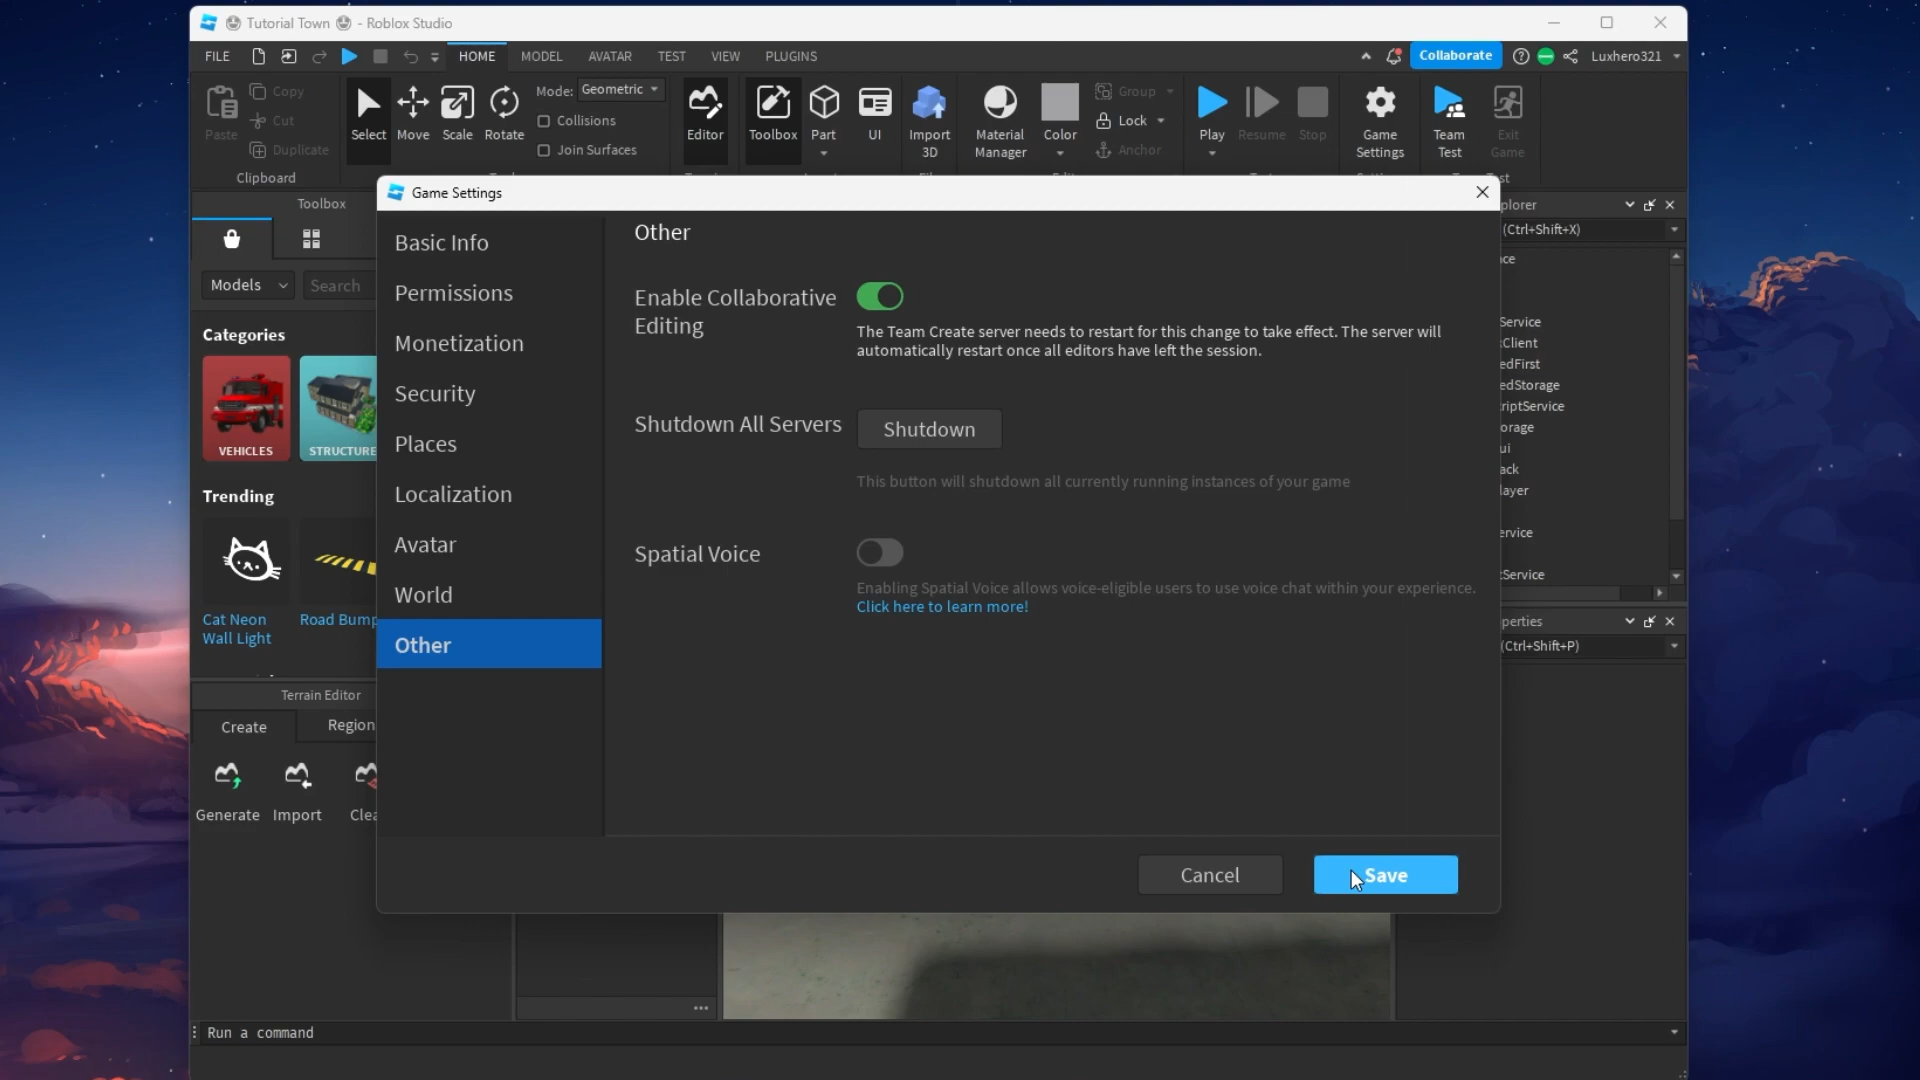 Tutorial Town - Roblox Studio
FILE HOME MODEL AVATAR TEST VIEW PLUGINS Collaborate Luxhero321
Paste Copy Cut Duplicate
Clipboard
Select Move Scale Rotate
Mode: Geometric
Collisions
Join Surfaces
Editor
Toolbox Part UI
Import 3D
Material Manager
Color
Group
Lock
Anchor
Play Resume Stop
Game Settings
Team Test
Exit Game
Toolbox
Models Search
Categories
VEHICLES STRUCTURE
Trending
Cat Neon Wall Light
Road Bump
Terrain Editor
Create Region
Generate Import Clea
Game Settings
Basic Info
Permissions
Monetization
Security
Places
Localization
Avatar
World
Other
Other
Enable Collaborative
Editing
The Team Create server needs to restart for this change to take effect. The server will
automatically restart once all editors have left the session.
Shutdown All Servers Shutdown
This button will shutdown all currently running instances of your game
Spatial Voice
Enabling Spatial Voice allows voice-eligible users to use voice chat within your experience.
Click here to learn more!
Cancel Save
plorer
(Ctrl+Shift+X)
ce
Service
tClient
edFirst
edStorage
riptService
orage
ui
ack
layer
ervice
tService
perties
(Ctrl+Shift+P)
Run a command